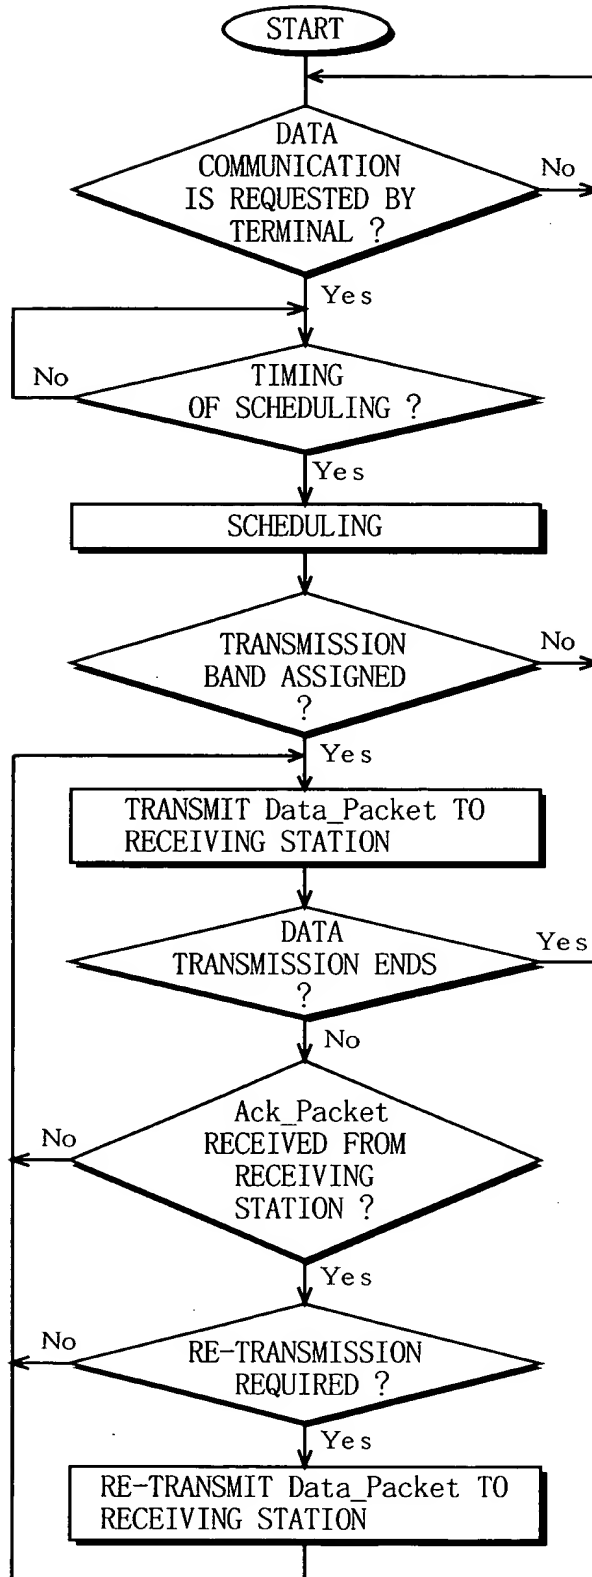 START
DATA
COMMUNICATION
IS REQUESTED BY
TERMINAL ?
No
Yes
TIMING
OF SCHEDULING ?
No
Yes
SCHEDULING
TRANSMISSION
BAND ASSIGNED
?
No
Yes
TRANSMIT Data_Packet TO
RECEIVING STATION
DATA
TRANSMISSION ENDS
?
Yes
No
Ack_Packet
RECEIVED FROM
RECEIVING
STATION ?
No
Yes
RE-TRANSMISSION
REQUIRED ?
No
Yes
RE-TRANSMIT Data_Packet TO
RECEIVING STATION